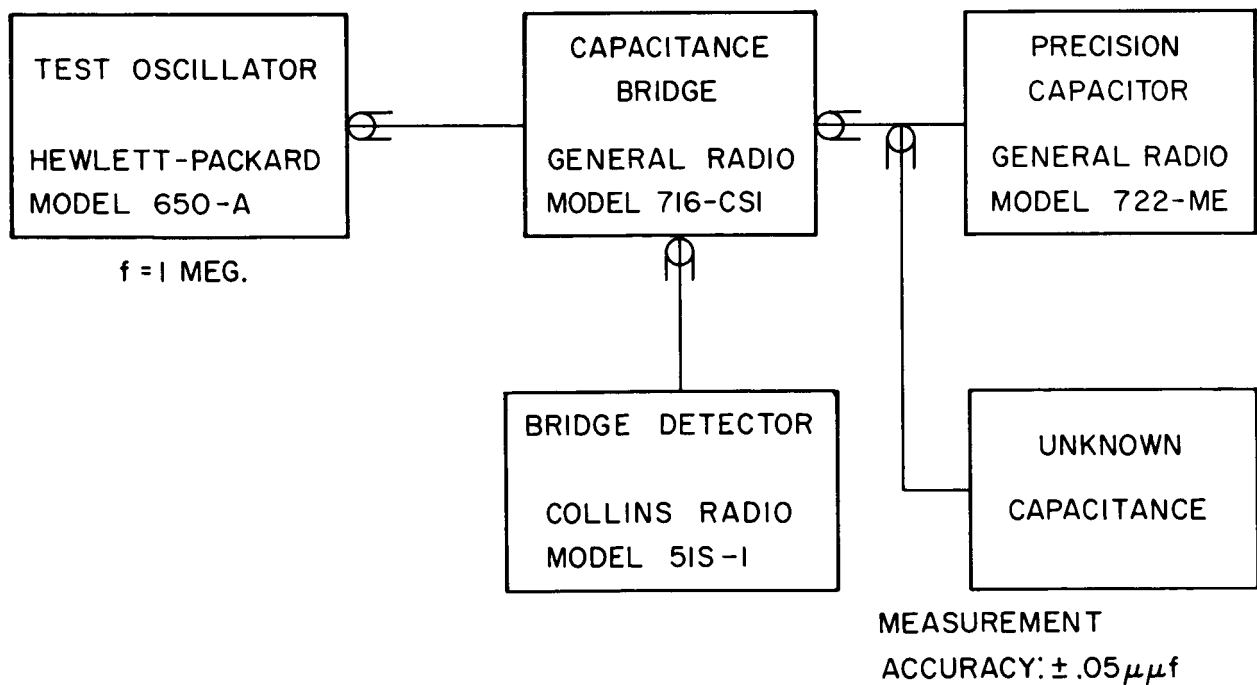 TEST OSCILLATOR
HEWLETT-PACKARD
MODEL 650-A
f = 1 MEG.
CAPACITANCE
BRIDGE
GENERAL RADIO
MODEL 716-CS1
PRECISION
CAPACITOR
GENERAL RADIO
MODEL 722-ME
BRIDGE DETECTOR
COLLINS RADIO
MODEL 51S-1
UNKNOWN
CAPACITANCE
MEASUREMENT
ACCURACY: ± .05μμf